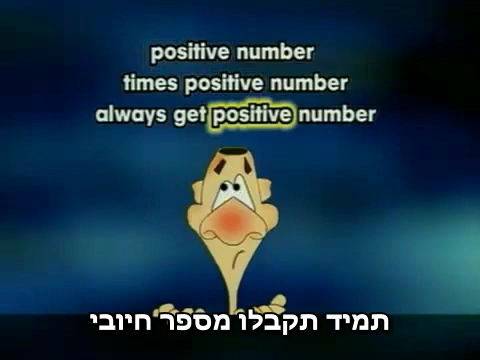 positive number
times positive number
always get positive number
תמיד תקבלו מספר חיובי